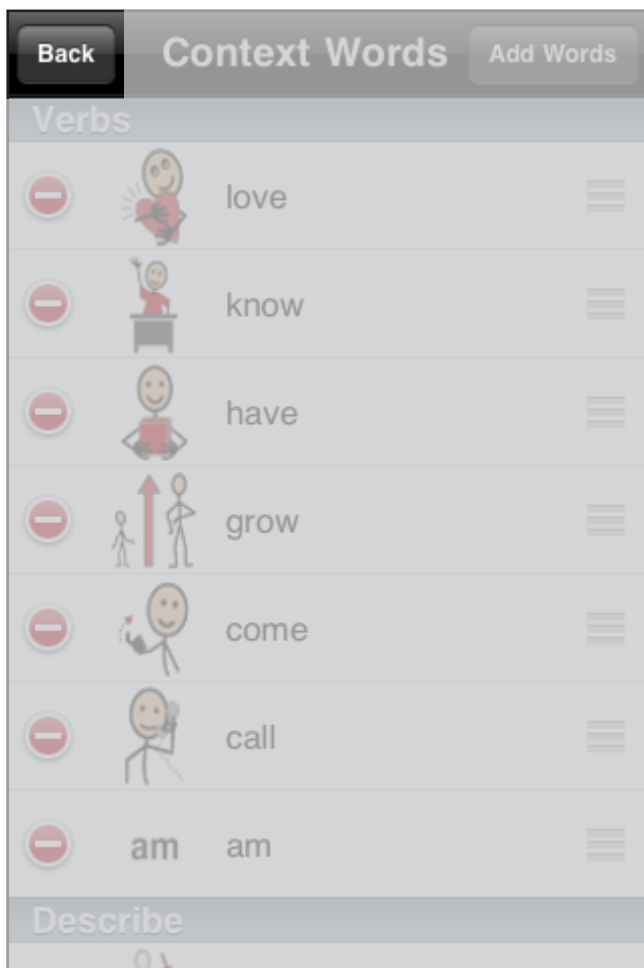 Back Context Words Add Words
Verbs
love
know
have
grow
come
call
am am
Describe